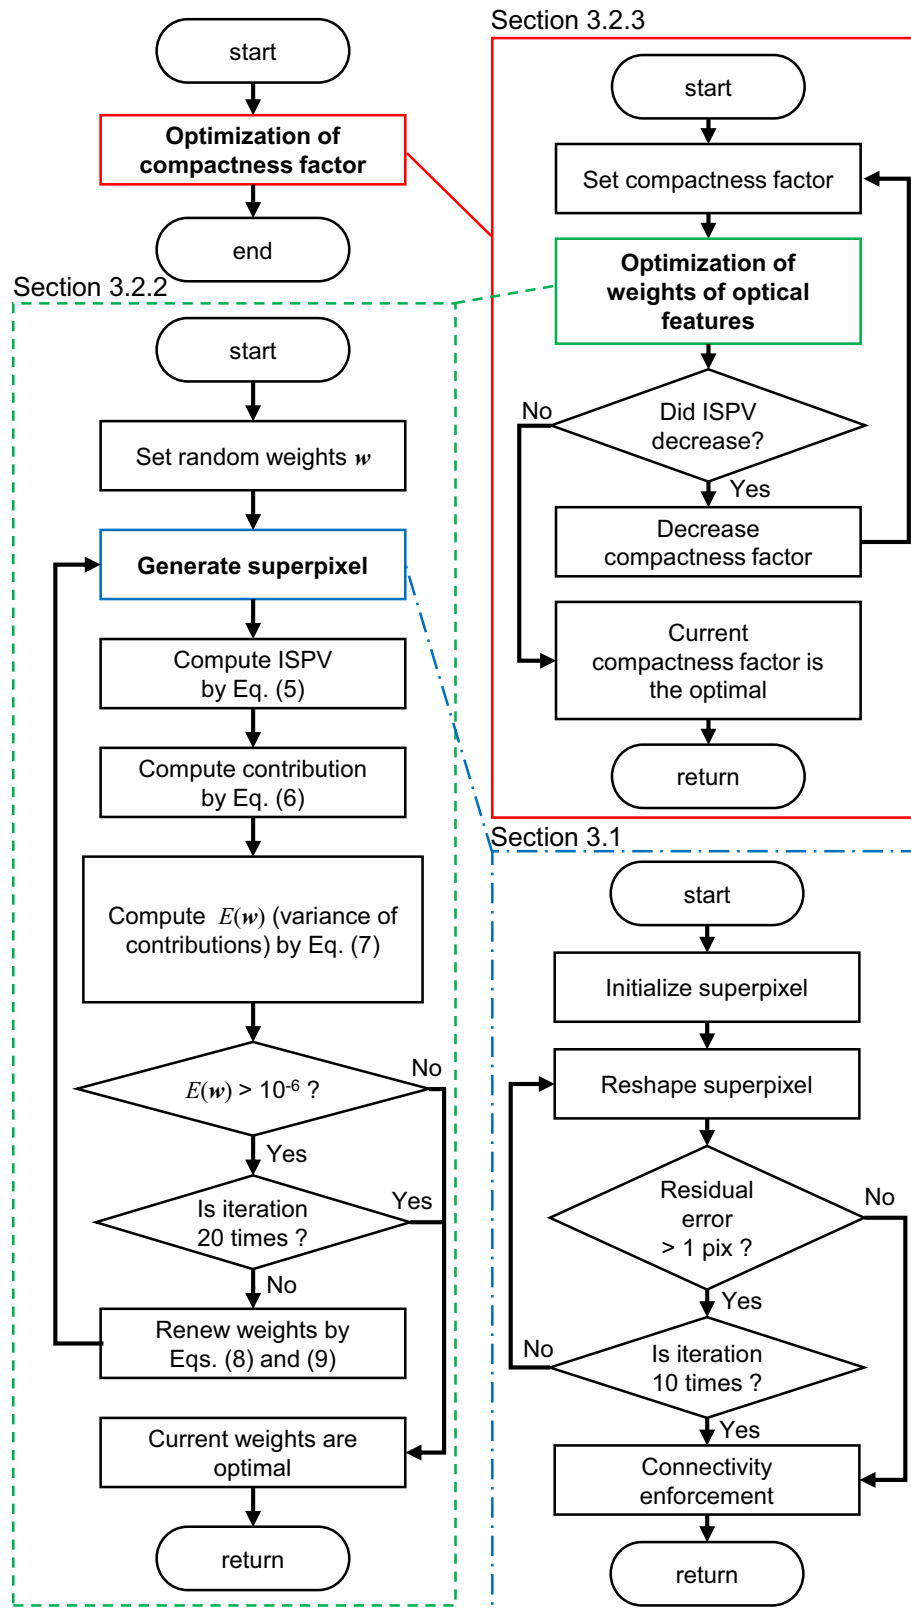 start
Optimization of
compactness factor
end
Section 3.2.3
start
Set compactness factor
Optimization of
weights of optical
features
Did ISPV
decrease?
No
Yes
Decrease
compactness factor
Current
compactness factor is
the optimal
return
Section 3.2.2
start
Set random weights w
Generate superpixel
Compute ISPV
by Eq. (5)
Compute contribution
by Eq. (6)
Compute E(w) (variance of
contributions) by Eq. (7)
E(w) > 10⁻⁶ ?
No
Yes
Is iteration
20 times ?
Yes
No
Renew weights by
Eqs. (8) and (9)
Current weights are
optimal
return
Section 3.1
start
Initialize superpixel
Reshape superpixel
Residual
error
> 1 pix ?
No
Yes
Is iteration
10 times ?
No
Yes
Connectivity
enforcement
return